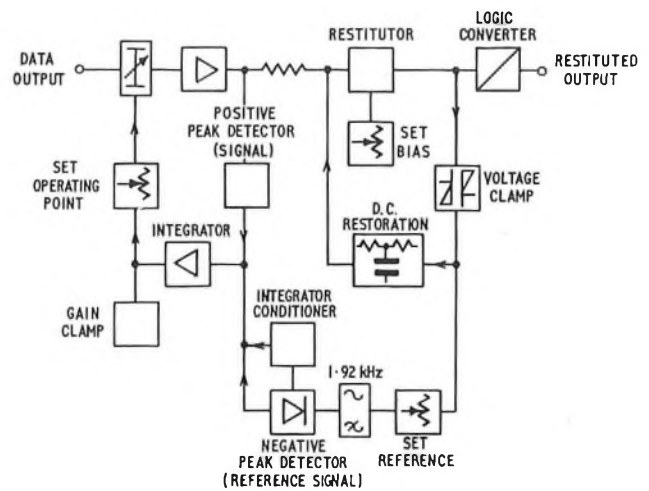 LOGIC
CONVERTER
RESTITUTOR
DATA
OUTPUT
RESTITUTED
OUTPUT
POSITIVE
PEAK DETECTOR
(SIGNAL)
SET
BIAS
SET
OPERATING
POINT
VOLTAGE
CLAMP
D.C.
RESTORATION
INTEGRATOR
INTEGRATOR
CONDITIONER
GAIN
CLAMP
1·92 kHz
NEGATIVE
PEAK DETECTOR
(REFERENCE SIGNAL)
SET
REFERENCE